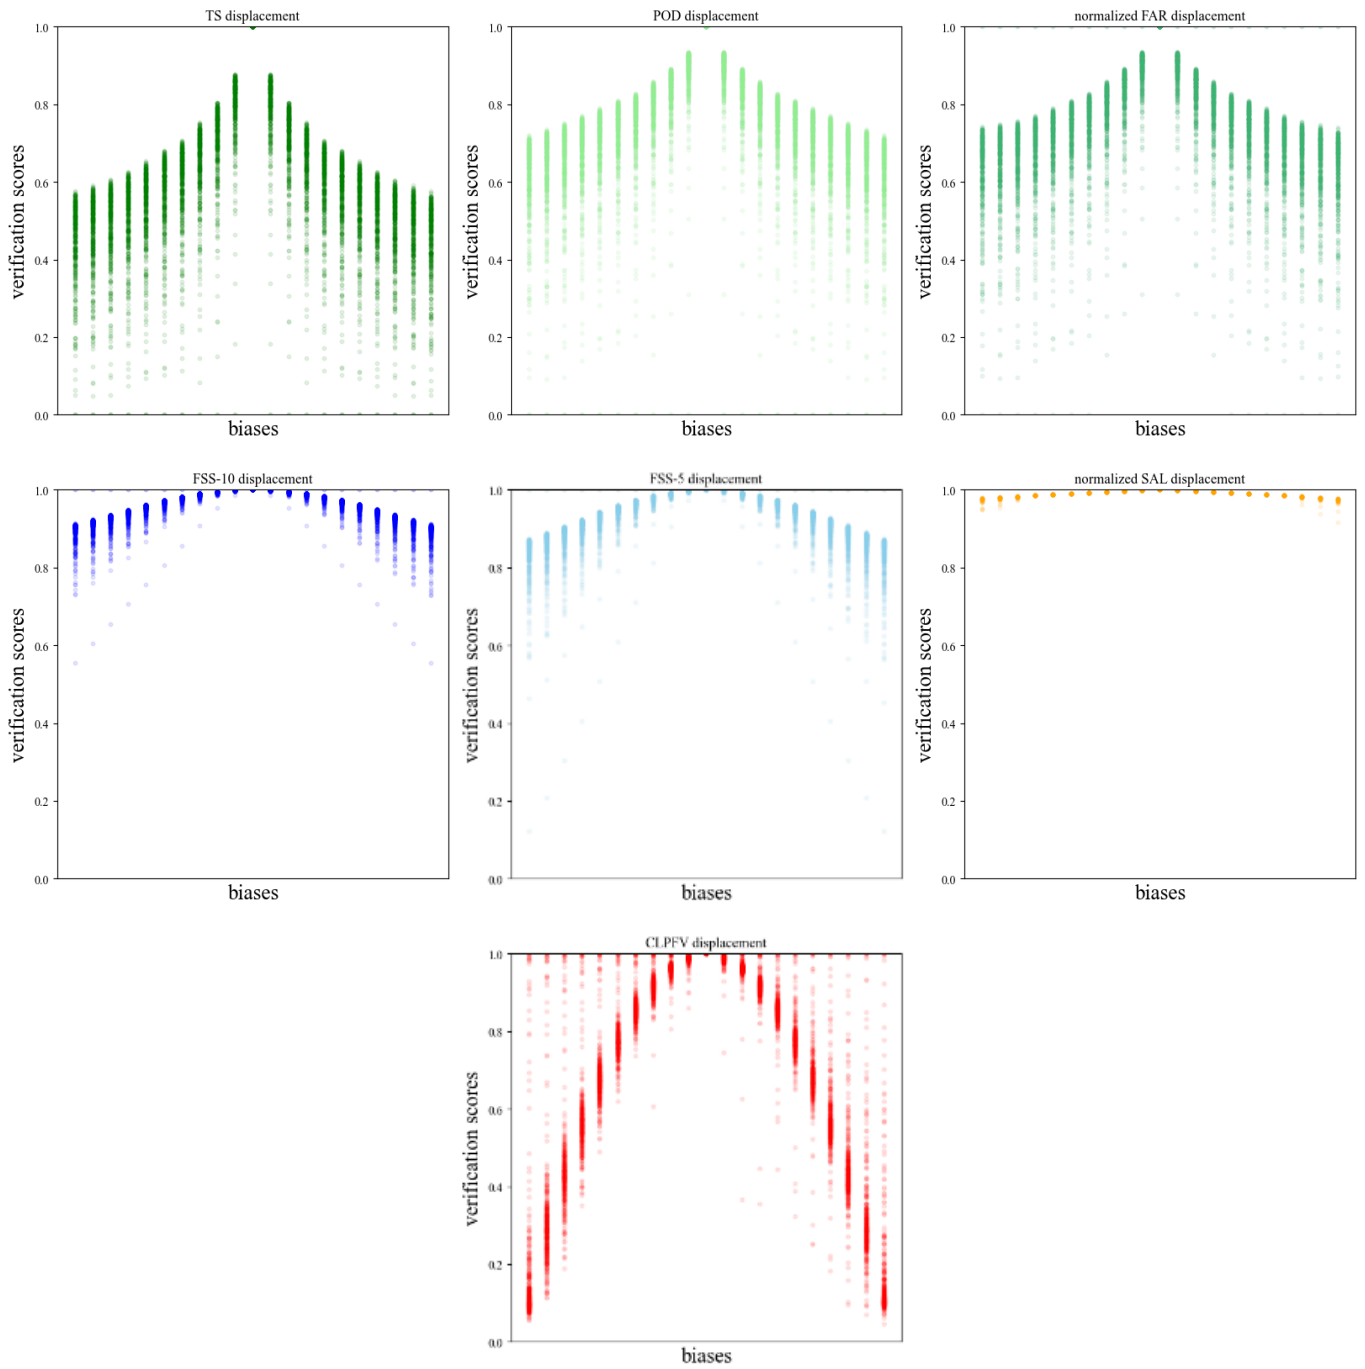 TS displacement
1.0
0.8
0.6
0.4
0.2
0.0
verification scores
biases
POD displacement
1.0
0.8
0.6
0.4
0.2
0.0
verification scores
biases
normalized FAR displacement
1.0
0.8
0.6
0.4
0.2
0.0
verification scores
biases
FSS-10 displacement
1.0
0.8
0.6
0.4
0.2
0.0
verification scores
biases
FSS-5 displacement
1.0
0.8
0.6
0.4
0.2
0.0
verification scores
biases
normalized SAL displacement
1.0
0.8
0.6
0.4
0.2
0.0
verification scores
biases
CLPFV displacement
1.0
0.8
0.6
0.4
0.2
0.0
verification scores
biases